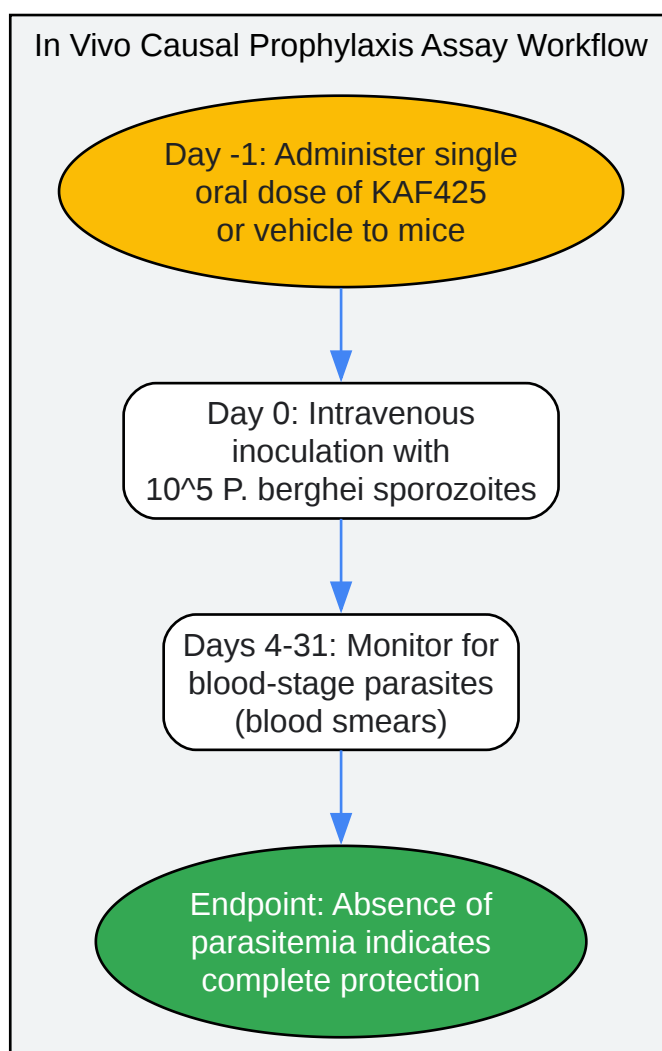 In Vivo Causal Prophylaxis Assay Workflow
Day -1: Administer single
oral dose of KAF425
or vehicle to mice
Day 0: Intravenous
inoculation with
10^5 P. berghei sporozoites
Days 4-31: Monitor for
blood-stage parasites
(blood smears)
Endpoint: Absence of
parasitemia indicates
complete protection